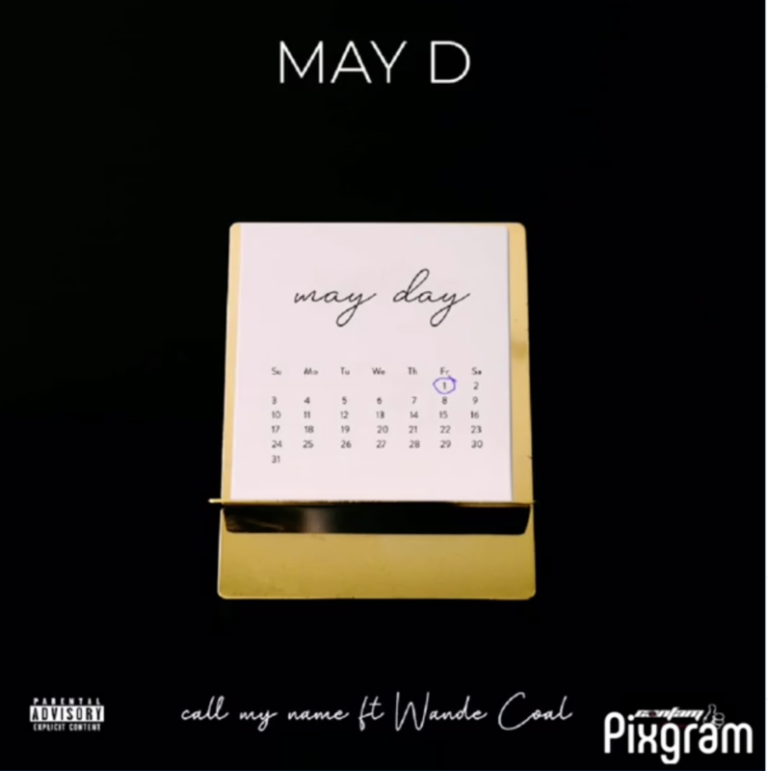 MAY D
may day
Su Mo Tu We Th Fr Sa
1 2
3 4 5 6 7 8 9
10 11 12 13 14 15 16
17 18 19 20 21 22 23
24 25 26 27 28 29 30
31
call my name ft Wande Coal
PARENTAL
ADVISORY
EXPLICIT CONTENT
Pixgram